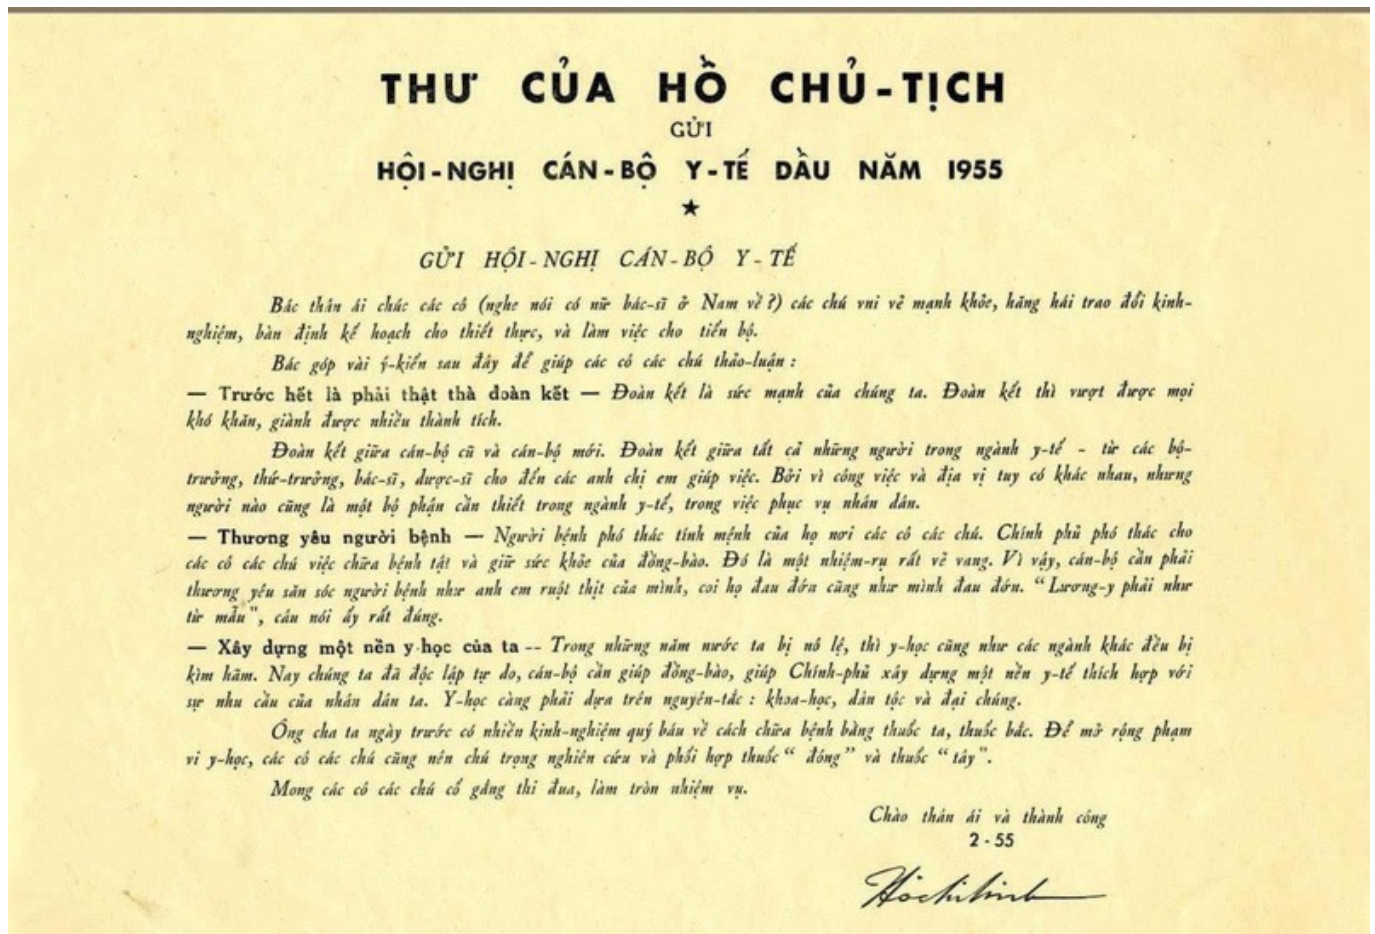 THƯ CỦA HỒ CHỦ-TỊCH
GỬI
HỘI-NGHỊ CÁN-BỘ Y-TẾ DẦU NĂM 1955
★
GỬI HỘI-NGHỊ CÁN-BỘ Y-TẾ
Bác thân ái chúc các cô (nghe nói có nữ bác-sĩ ở Nam về?) các chú vni vẻ mạnh khỏe, hăng hái trao đổi kinh-
nghiệm, bàn định kế hoạch cho thiết thực, và làm việc cho tiến bộ.
Bác góp vài ý-kiến sau đây để giúp các cô các chú thảo-luận :
— Trước hết là phải thật thà đoàn kết — Đoàn kết là sức mạnh của chúng ta. Đoàn kết thì vượt được mọi
khó khăn, giành được nhiều thành tích.
Đoàn kết giữa cán-bộ cũ và cán-bộ mới. Đoàn kết giữa tất cả những người trong ngành y-tế - từ các bộ-
trưởng, thứ-trưởng, bác-sĩ, dược-sĩ cho đến các anh chị em giúp việc. Bởi vì công việc và địa vị tuy có khác nhau, nhưng
người nào cũng là một bộ phận cần thiết trong ngành y-tế, trong việc phục vụ nhân dân.
— Thương yêu người bệnh — Người bệnh phó thác tính mệnh của họ nơi các cô các chú. Chính phủ phó thác cho
các cô các chú việc chữa bệnh tật và giữ sức khỏe của đồng-bào. Đó là một nhiệm-vụ rất vẻ vang. Vì vậy, cán-bộ cần phải
thương yêu săn sóc người bệnh như anh em ruột thịt của mình, coi họ đau đớn cũng như mình đau đớn. “Lương-y phải như
từ mẫu”, câu nói ấy rất đúng.
— Xây dựng một nền y-học của ta -- Trong những năm nước ta bị nô lệ, thì y-học cũng như các ngành khác đều bị
kìm hãm. Nay chúng ta đã độc lập tự do, cán-bộ cần giúp đồng-bào, giúp Chính-phủ xây dựng một nền y-tế thích hợp với
sự nhu cầu của nhân dân ta. Y-học càng phải dựa trên nguyên-tắc : khoa-học, dân tộc và đại chúng.
Ông cha ta ngày trước có nhiều kinh-nghiệm quý báu về cách chữa bệnh bằng thuốc ta, thuốc bắc. Để mở rộng phạm
vi y-học, các cô các chú cũng nên chú trọng nghiên cứu và phối hợp thuốc “ đông” và thuốc “ tây”.
Mong các cô các chú cố gắng thi đua, làm tròn nhiệm vụ.
Chào thân ái và thành công
2 - 55
Hồ Chí Minh